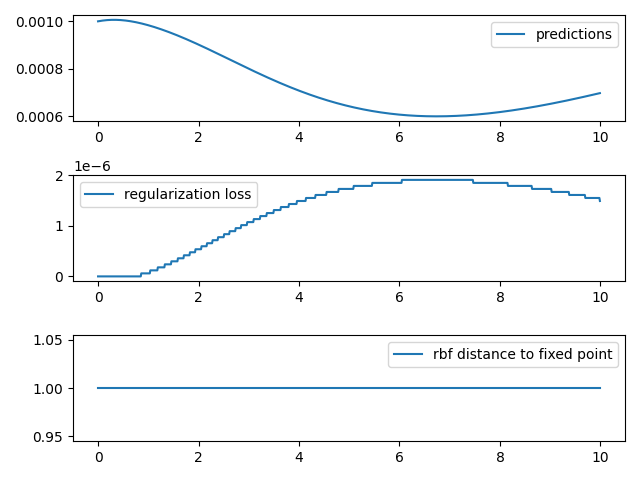 0.0010
0.0008
0.0006
predictions
0 2 4 6 8 10
1e−6
2
1
0
regularization loss
0 2 4 6 8 10
1.05
1.00
0.95
rbf distance to fixed point
0 2 4 6 8 10